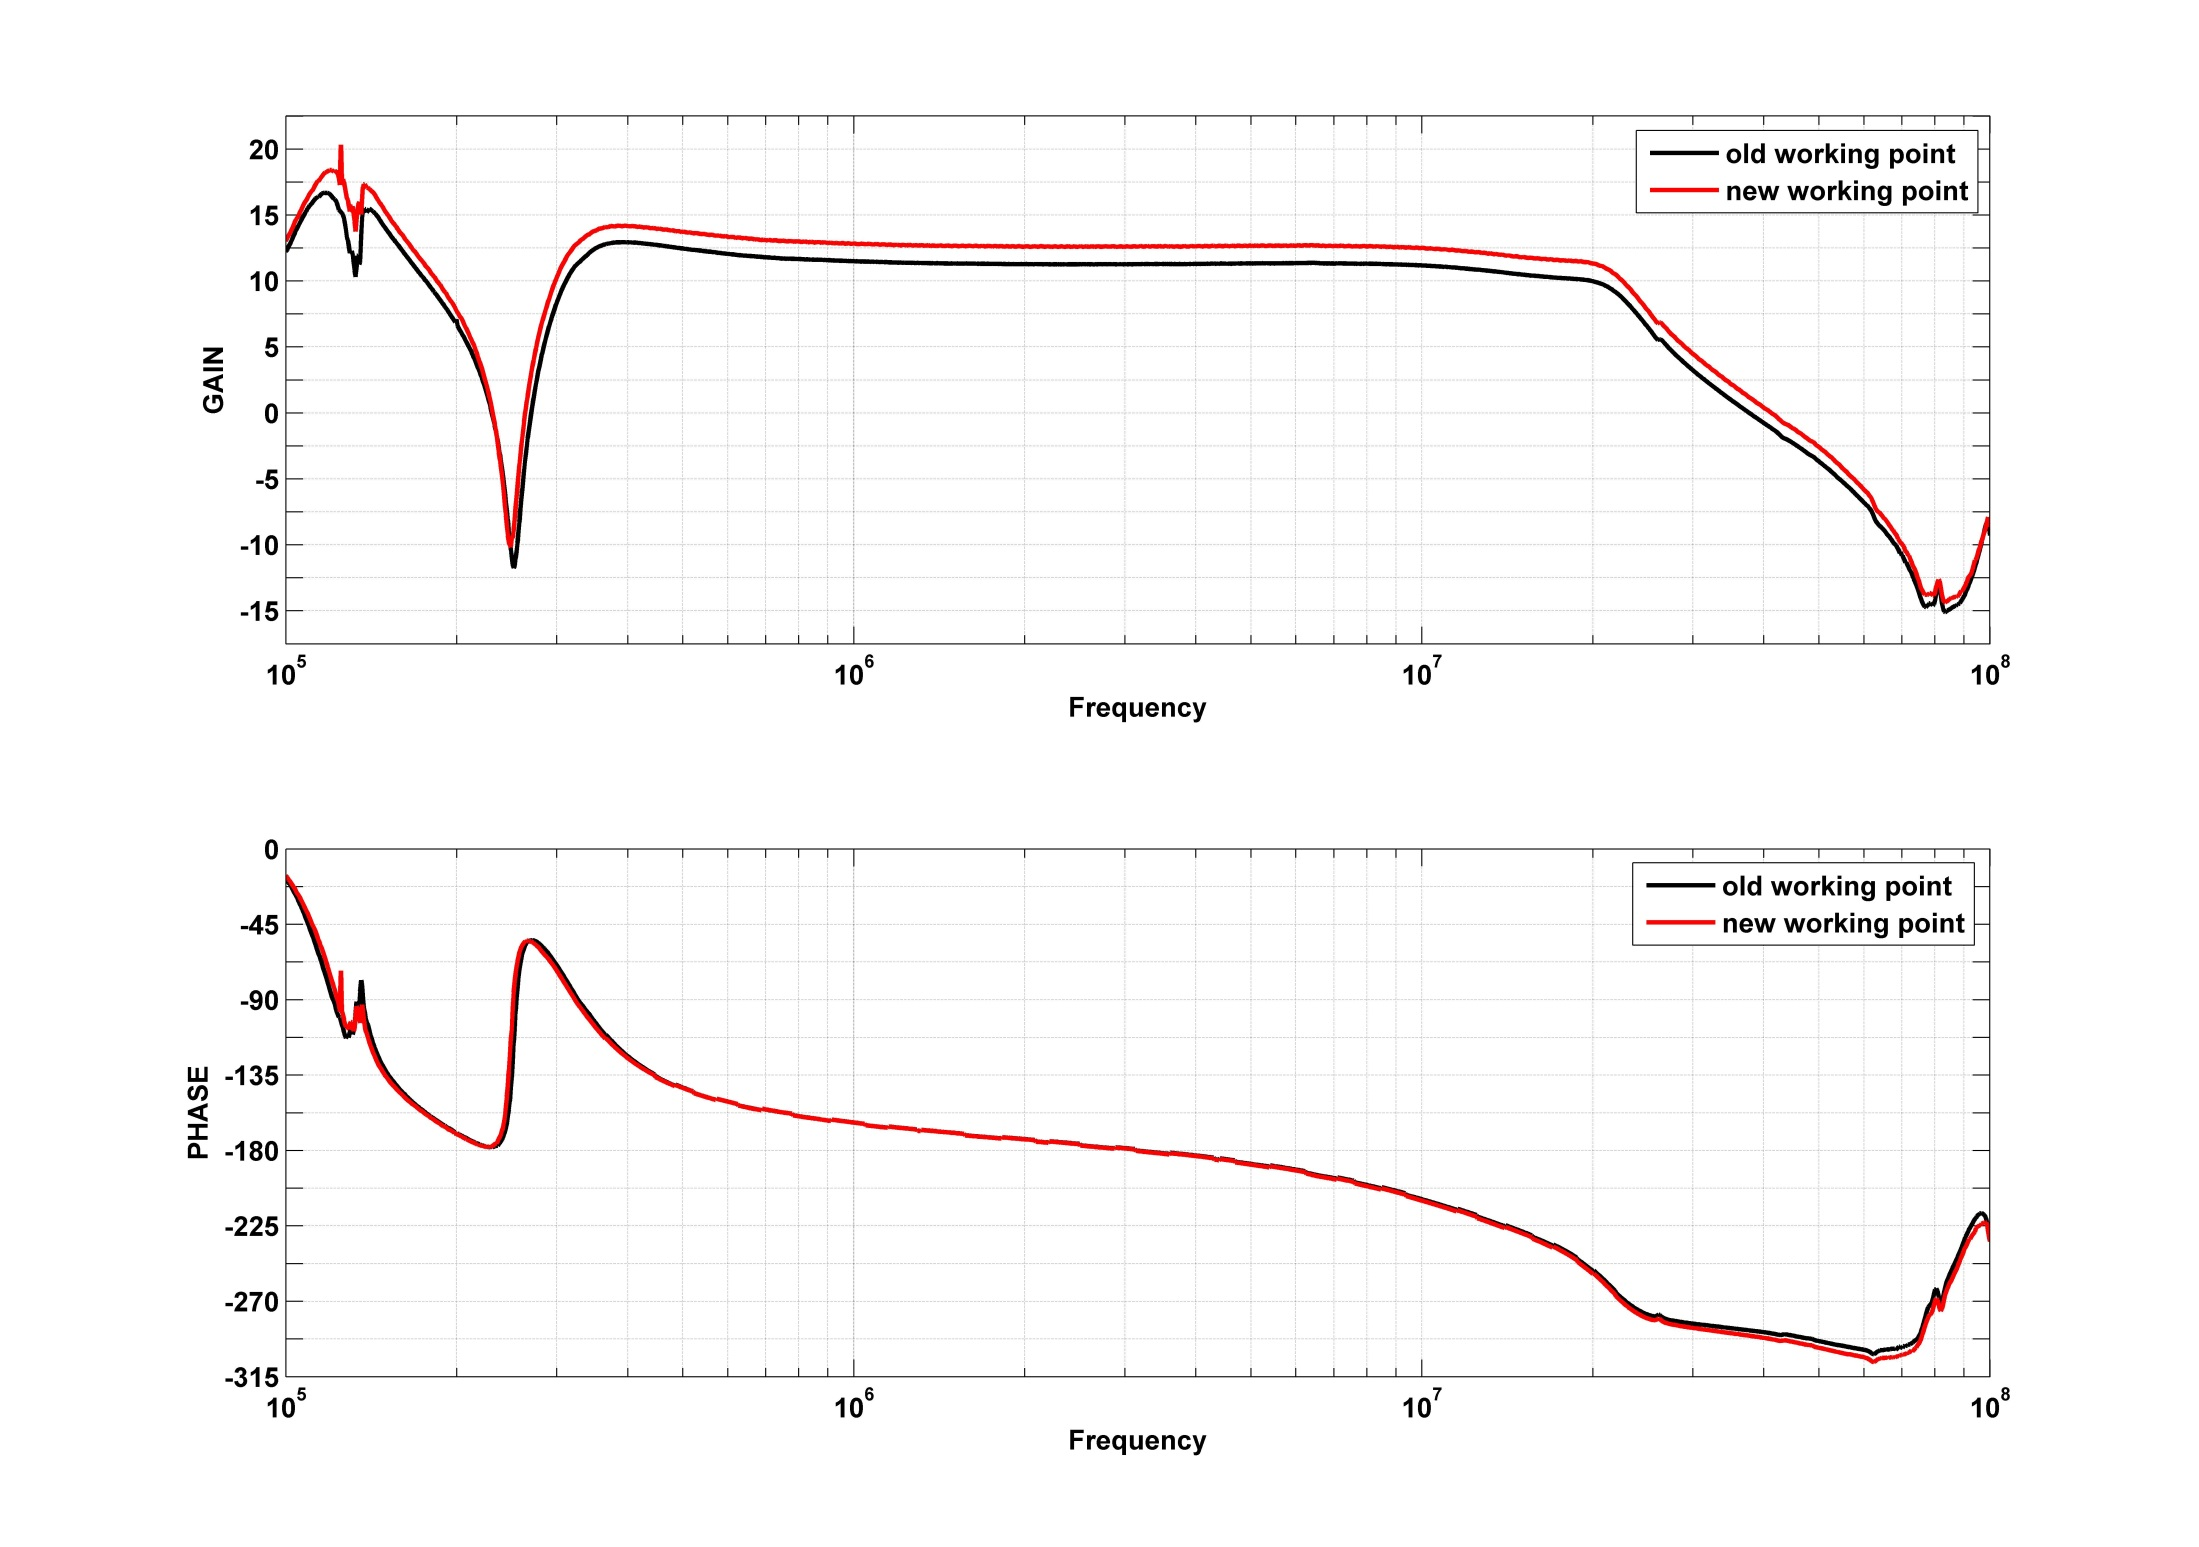 20
15
10
5
0
-5
-10
-15
GAIN
old working point
new working point
10^5 10^6 10^7 10^8
Frequency
0
-45
-90
-135
-180
-225
-270
-315
PHASE
old working point
new working point
10^5 10^6 10^7 10^8
Frequency